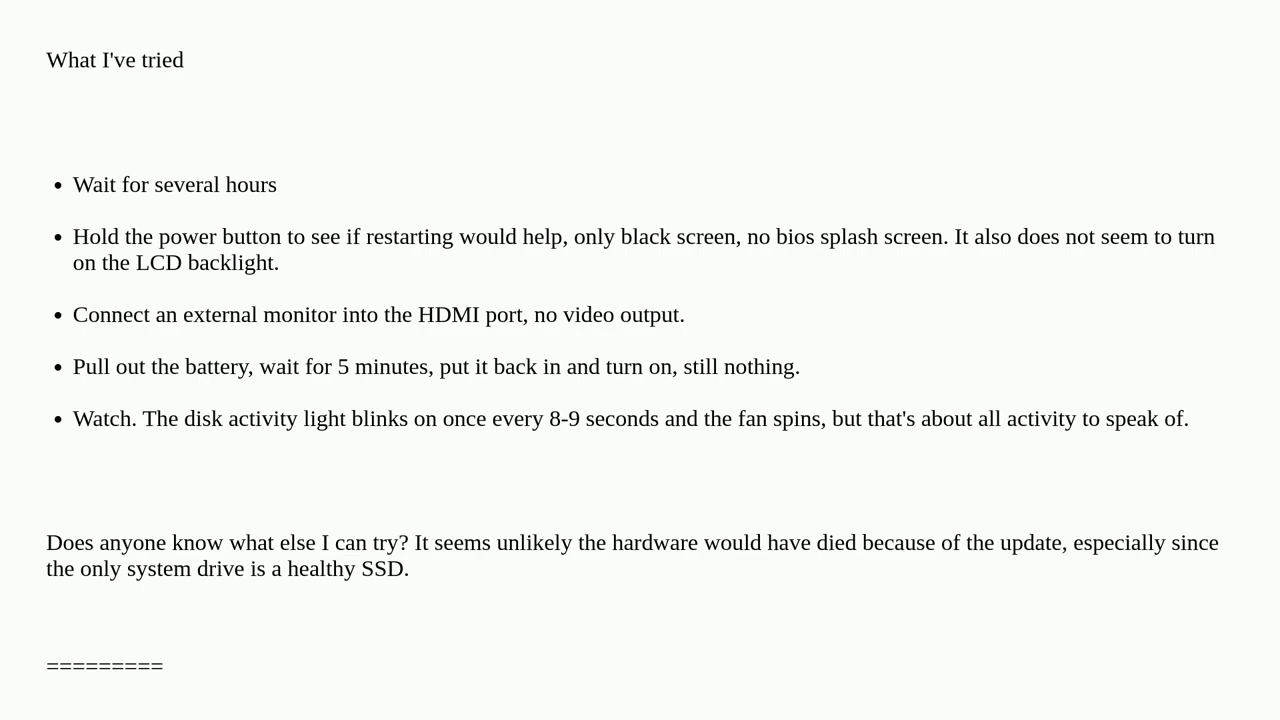 What I've tried
• Wait for several hours
• Hold the power button to see if restarting would help, only black screen, no bios splash screen. It also does not seem to turn
on the LCD backlight.
• Connect an external monitor into the HDMI port, no video output.
• Pull out the battery, wait for 5 minutes, put it back in and turn on, still nothing.
• Watch. The disk activity light blinks on once every 8-9 seconds and the fan spins, but that's about all activity to speak of.
Does anyone know what else I can try? It seems unlikely the hardware would have died because of the update, especially since
the only system drive is a healthy SSD.
=========